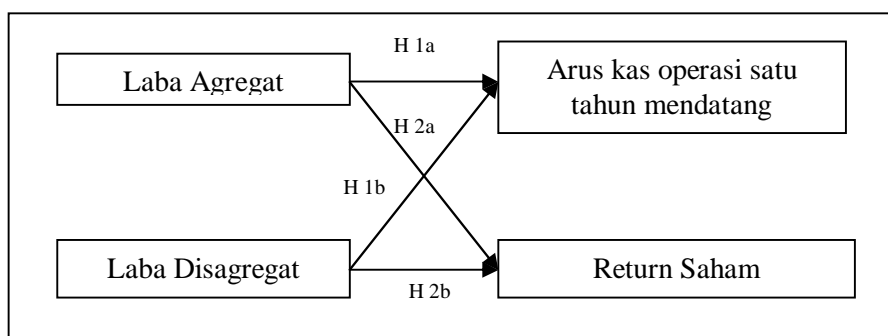 H 1a
Laba Agregat
Arus kas operasi satu
tahun mendatang
H 2a
H 1b
Laba Disagregat
Return Saham
H 2b